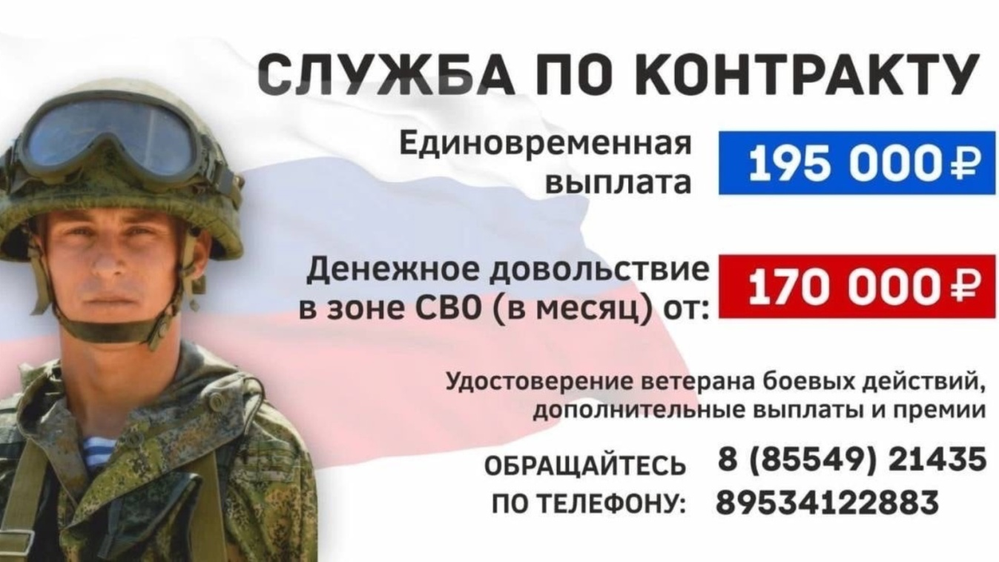 СЛУЖБА ПО КОНТРАКТУ
Единовременная
выплата
195 000 ₽
Денежное довольствие
в зоне СВО (в месяц) от:
170 000 ₽
Удостоверение ветерана боевых действий,
дополнительные выплаты и премии
ОБРАЩАЙТЕСЬ
ПО ТЕЛЕФОНУ:
8 (85549) 21435
89534122883